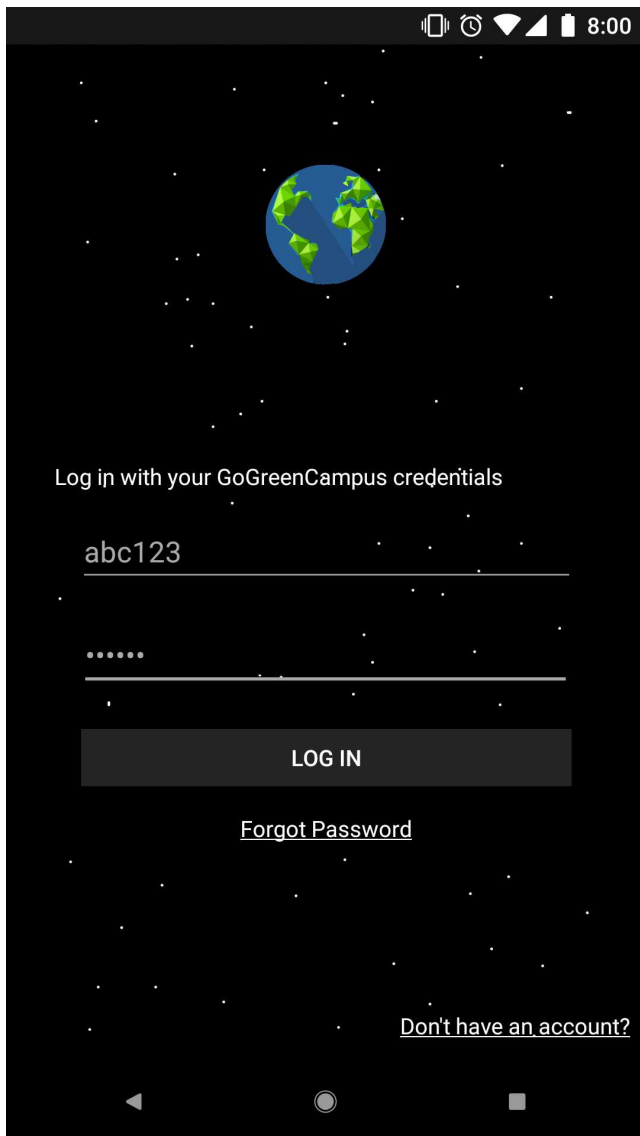 8:00
Log in with your GoGreenCampus credentials
abc123
••••••
LOG IN
Forgot Password
Don't have an account?